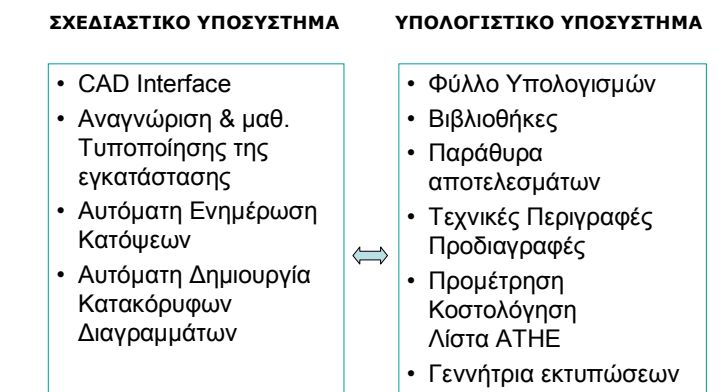 ΣΧΕΔΙΑΣΤΙΚΟ ΥΠΟΣΥΣΤΗΜΑ
• CAD Interface
• Αναγνώριση & μαθ.
Τυποποίησης της
εγκατάστασης
• Αυτόματη Ενημέρωση
Κατόψεων
• Αυτόματη Δημιουργία
Κατακόρυφων
Διαγραμμάτων
ΥΠΟΛΟΓΙΣΤΙΚΟ ΥΠΟΣΥΣΤΗΜΑ
• Φύλλο Υπολογισμών
• Βιβλιοθήκες
• Παράθυρα
αποτελεσμάτων
• Τεχνικές Περιγραφές
Προδιαγραφές
• Προμέτρηση
Κοστολόγηση
Λίστα ΑΤΗΕ
• Γεννήτρια εκτυπώσεων